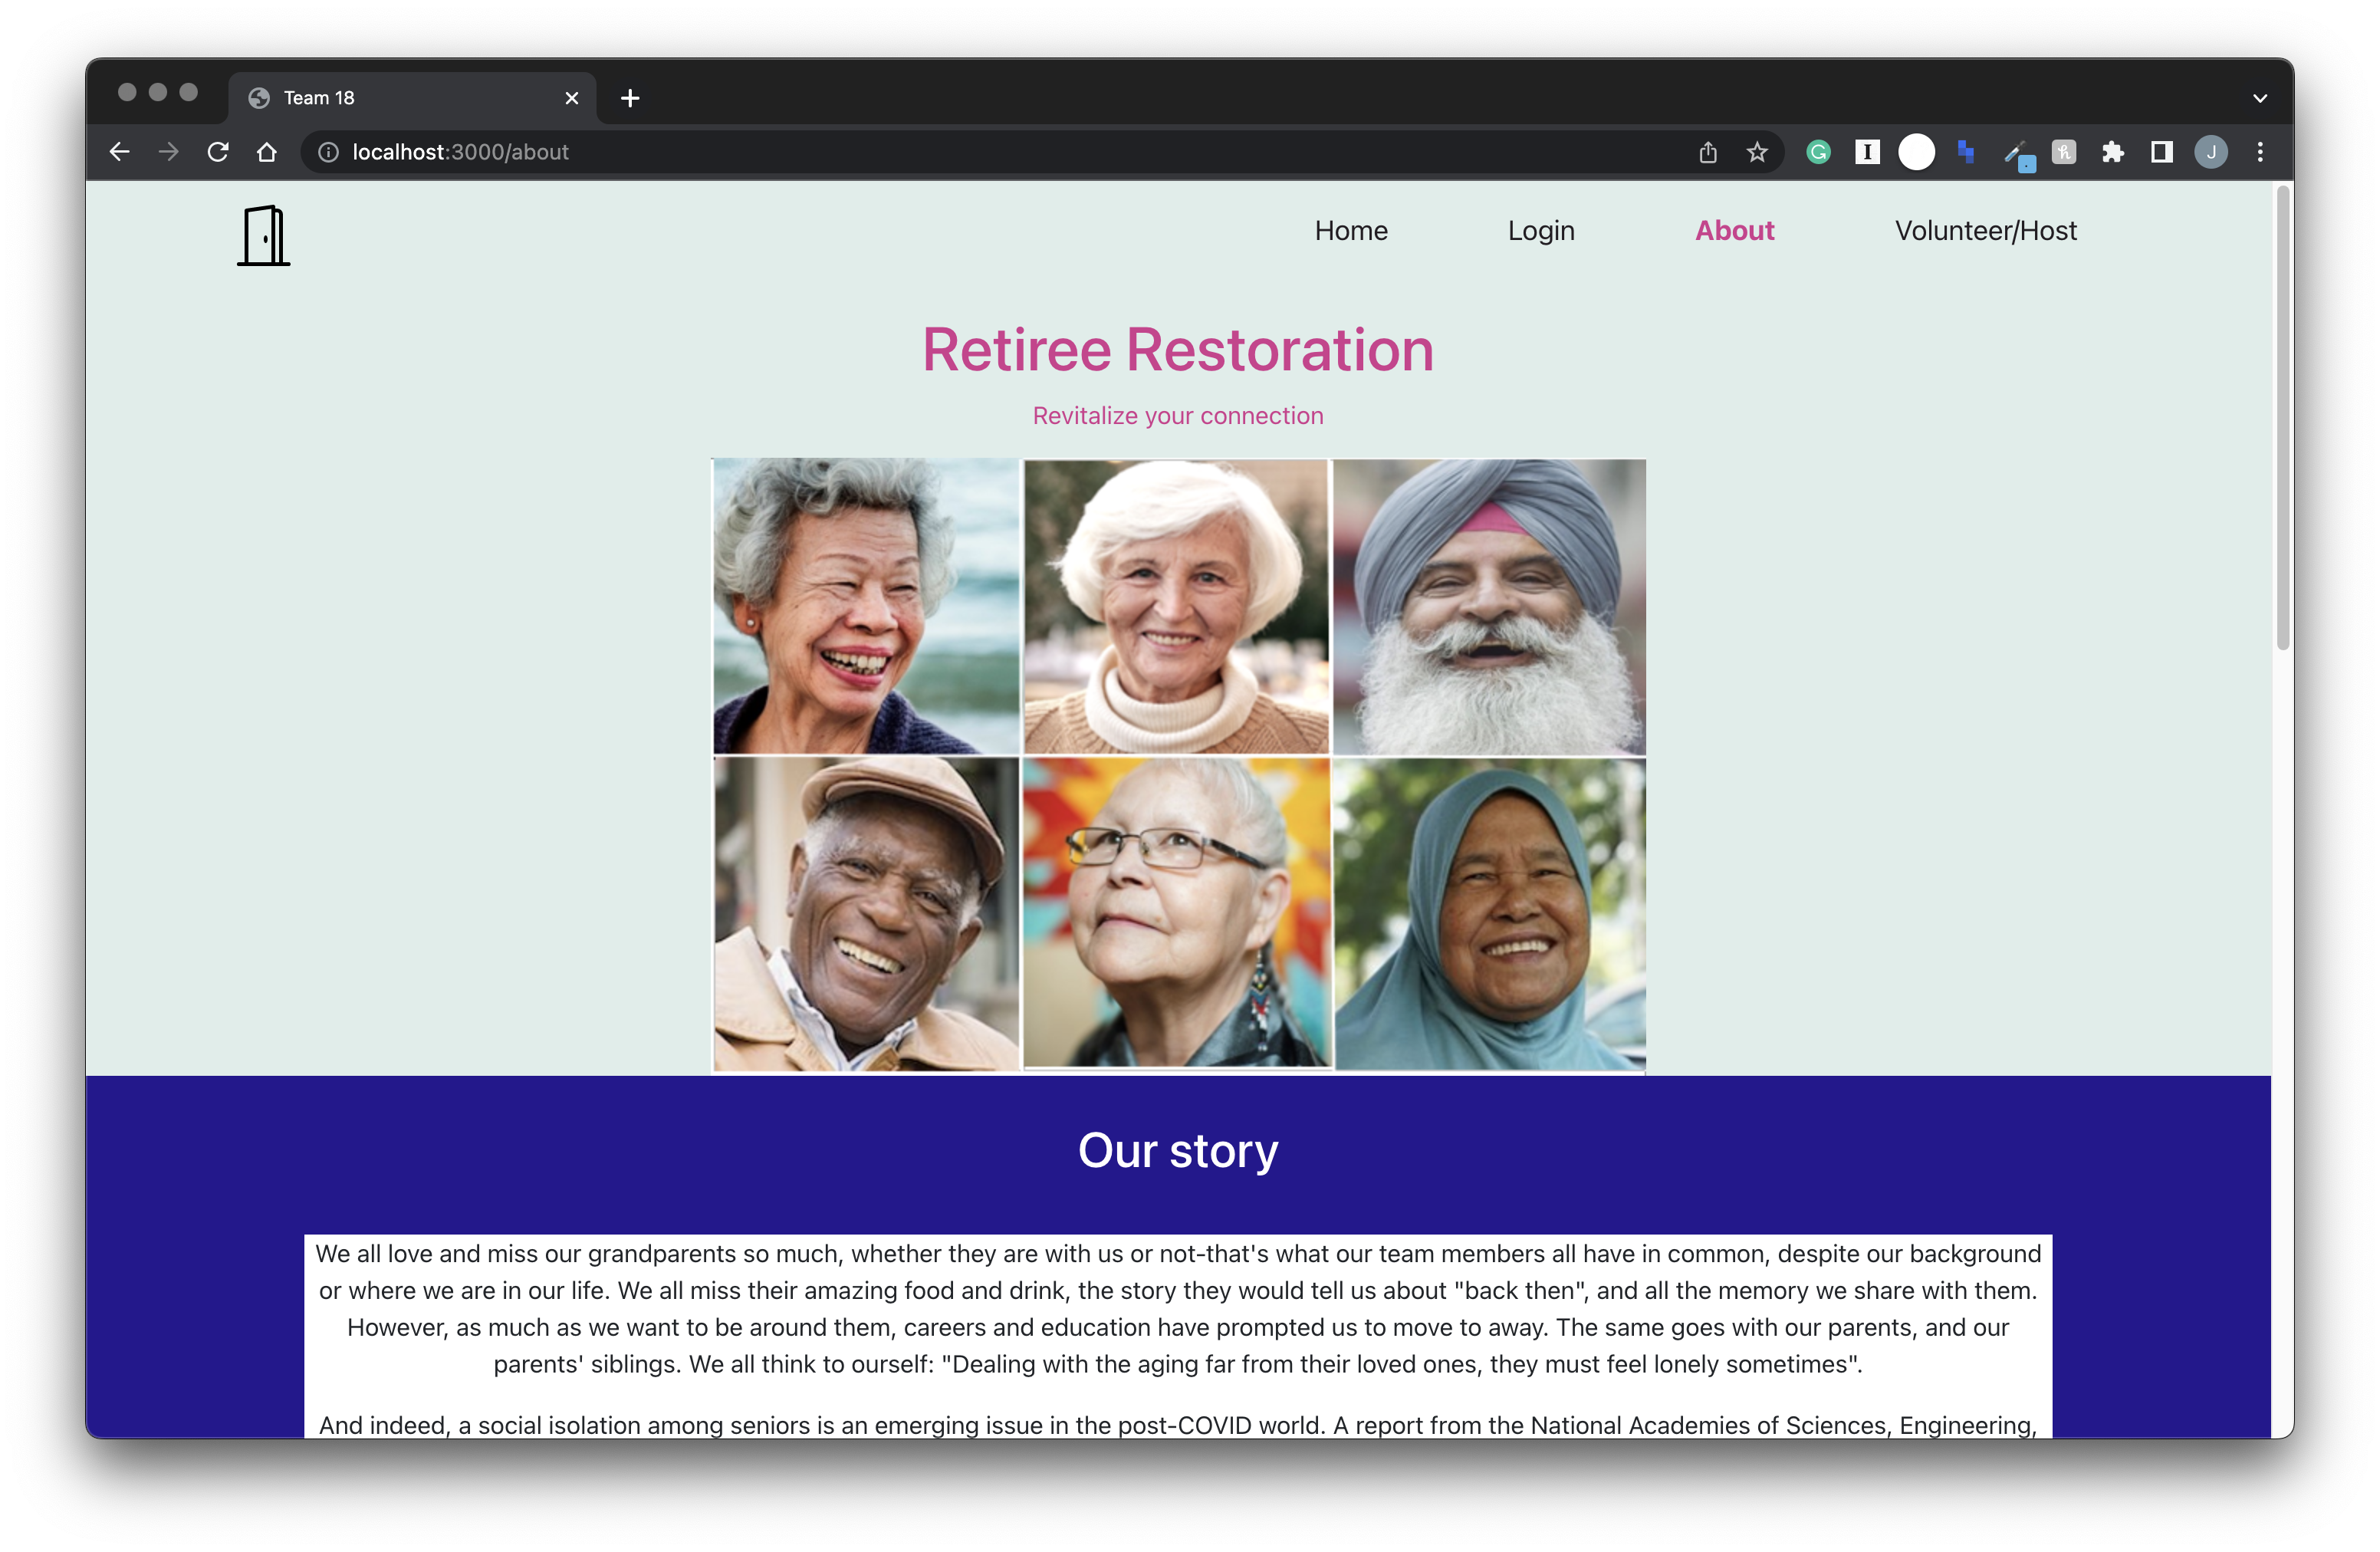 Team 18
localhost:3000/about
J
Home Login About Volunteer/Host
Retiree Restoration
Revitalize your connection
Our story
We all love and miss our grandparents so much, whether they are with us or not-that's what our team members all have in common, despite our background
or where we are in our life. We all miss their amazing food and drink, the story they would tell us about "back then", and all the memory we share with them.
However, as much as we want to be around them, careers and education have prompted us to move to away. The same goes with our parents, and our
parents' siblings. We all think to ourself: "Dealing with the aging far from their loved ones, they must feel lonely sometimes".
And indeed, a social isolation among seniors is an emerging issue in the post-COVID world. A report from the National Academies of Sciences, Engineering,